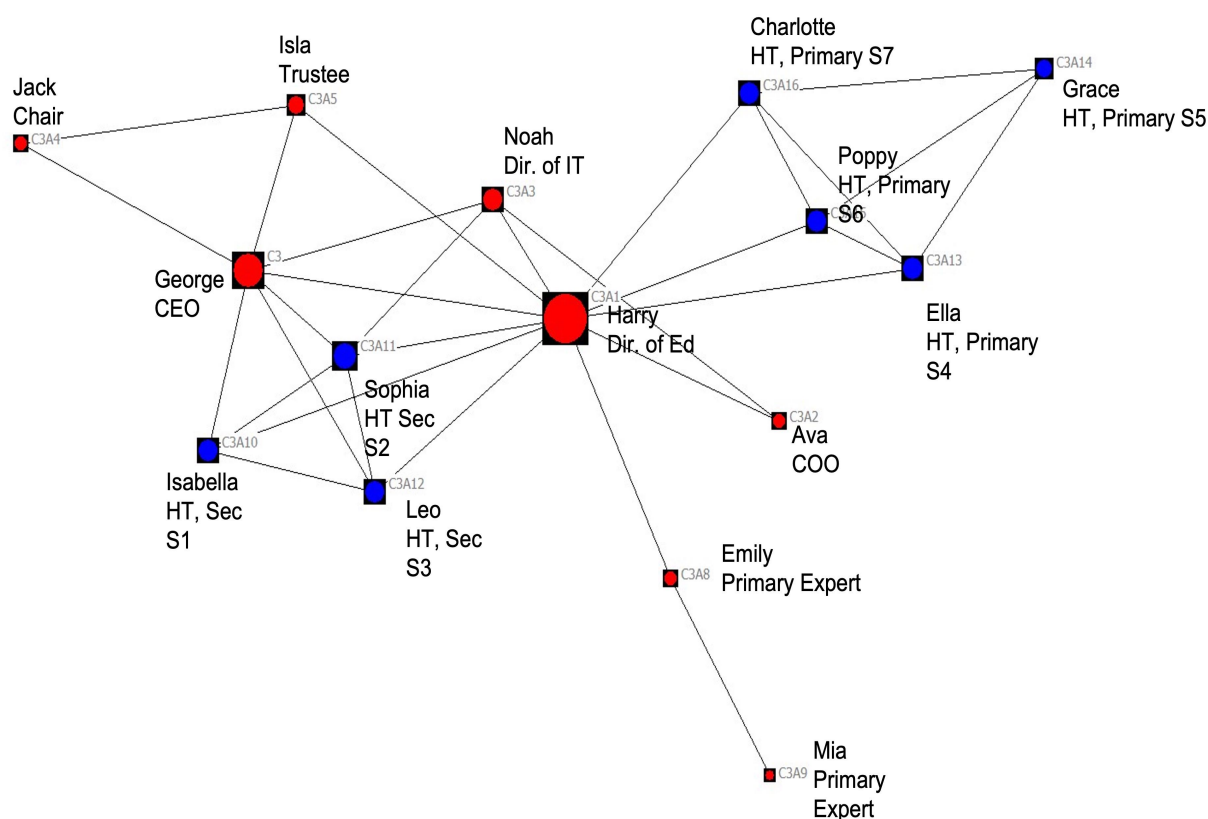 Charlotte
HT, Primary S7
C3A16
C3A14
Grace
HT, Primary S5
Isla
Trustee
C3A5
Jack
Chair
C3A4
Noah
Dir. of IT
C3A3
Poppy
HT, Primary
S6
C3A13
Ella
HT, Primary
S4
C3
George
CEO
C3A1
Harry
Dir. of Ed
C3A11
Sophia
HT Sec
S2
C3A2
Ava
COO
C3A10
Isabella
HT, Sec
S1
C3A12
Leo
HT, Sec
S3
C3A8
Emily
Primary Expert
C3A9
Mia
Primary
Expert